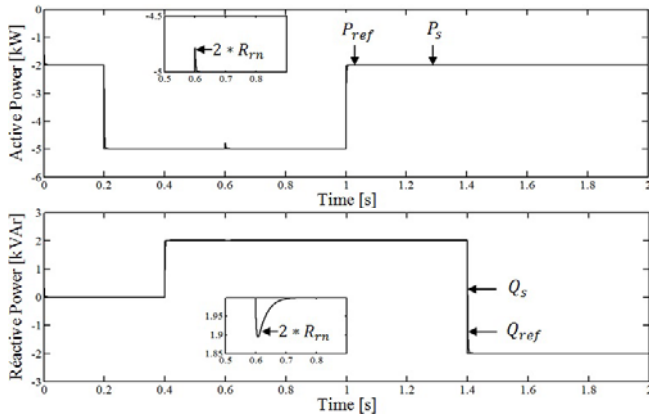 Active Power [kW]
0
-1
-2
-3
-4
-5
-6
-4.5
-5
0.5 0.6 0.7 0.8
2 * R_rn
P_ref
P_s
0 0.2 0.4 0.6 0.8 1 1.2 1.4 1.6 1.8 2
Time [s]
Réactive Power [kVAr]
3
2
1
0
-1
-2
-3
1.95
1.9
1.85
0.5 0.6 0.7 0.8
2 * R_rn
Q_s
Q_ref
0 0.2 0.4 0.6 0.8 1 1.2 1.4 1.6 1.8 2
Time [s]